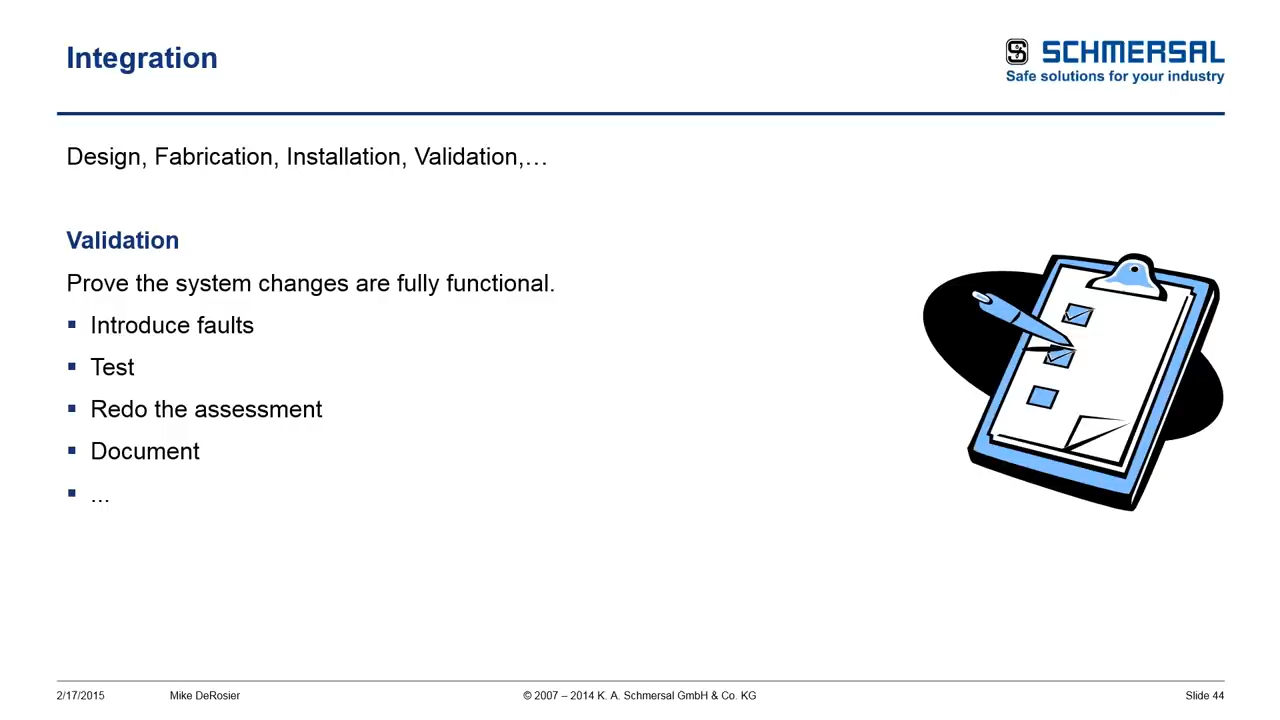 Integration
SCHMERSAL
Safe solutions for your industry
Design, Fabrication, Installation, Validation,…
Validation
Prove the system changes are fully functional.
▪ Introduce faults
▪ Test
▪ Redo the assessment
▪ Document
▪ ...
2/17/2015 Mike DeRosier © 2007 – 2014 K. A. Schmersal GmbH & Co. KG Slide 44